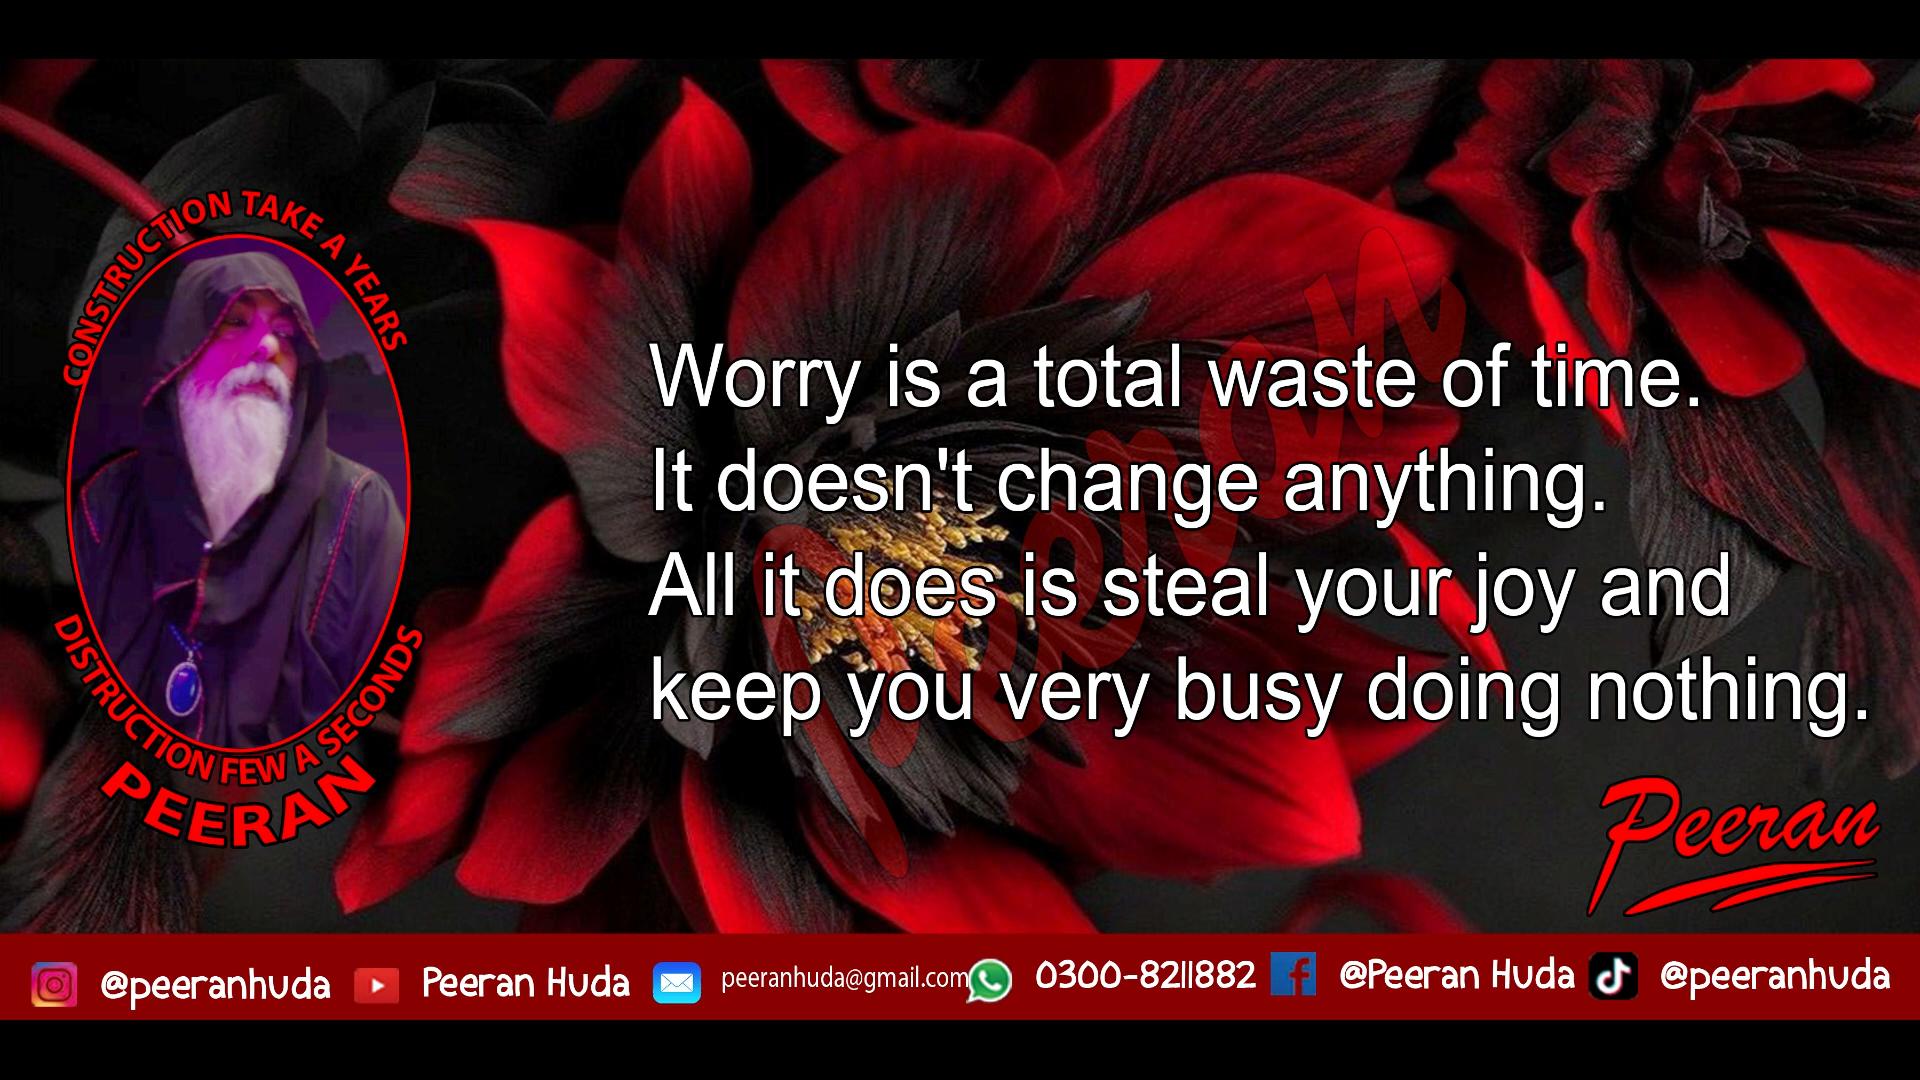 CONSTRUCTION TAKE A YEARS
DISTRUCTION FEW A SECONDS
PEERAN
Worry is a total waste of time.
It doesn't change anything.
All it does is steal your joy and
keep you very busy doing nothing.
Peeran
Peeran
@peeranhuda
Peeran Huda
peeranhuda@gmail.com
0300-8211882
@Peeran Huda
@peeranhuda